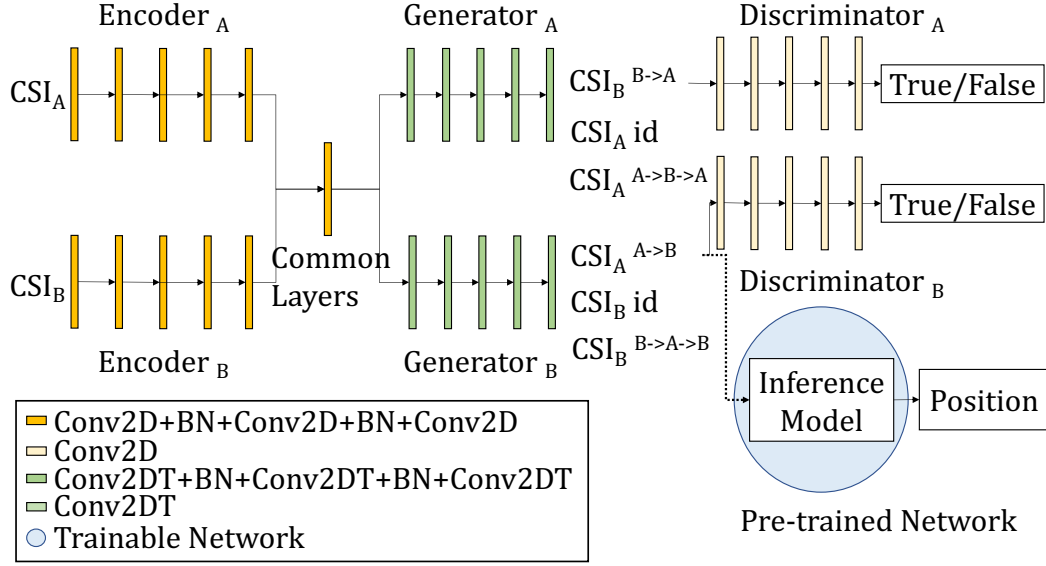 Encoder A
Generator A
Discriminator A
CSIA
CSIB B->A
True/False
CSIA id
CSIA A->B->A
True/False
Common
Layers
CSIA A->B
CSIB
CSIB id
Discriminator B
CSIB B->A->B
Encoder B
Generator B
Inference
Model
Position
Conv2D+BN+Conv2D+BN+Conv2D
Conv2D
Conv2DT+BN+Conv2DT+BN+Conv2DT
Conv2DT
Trainable Network
Pre-trained Network